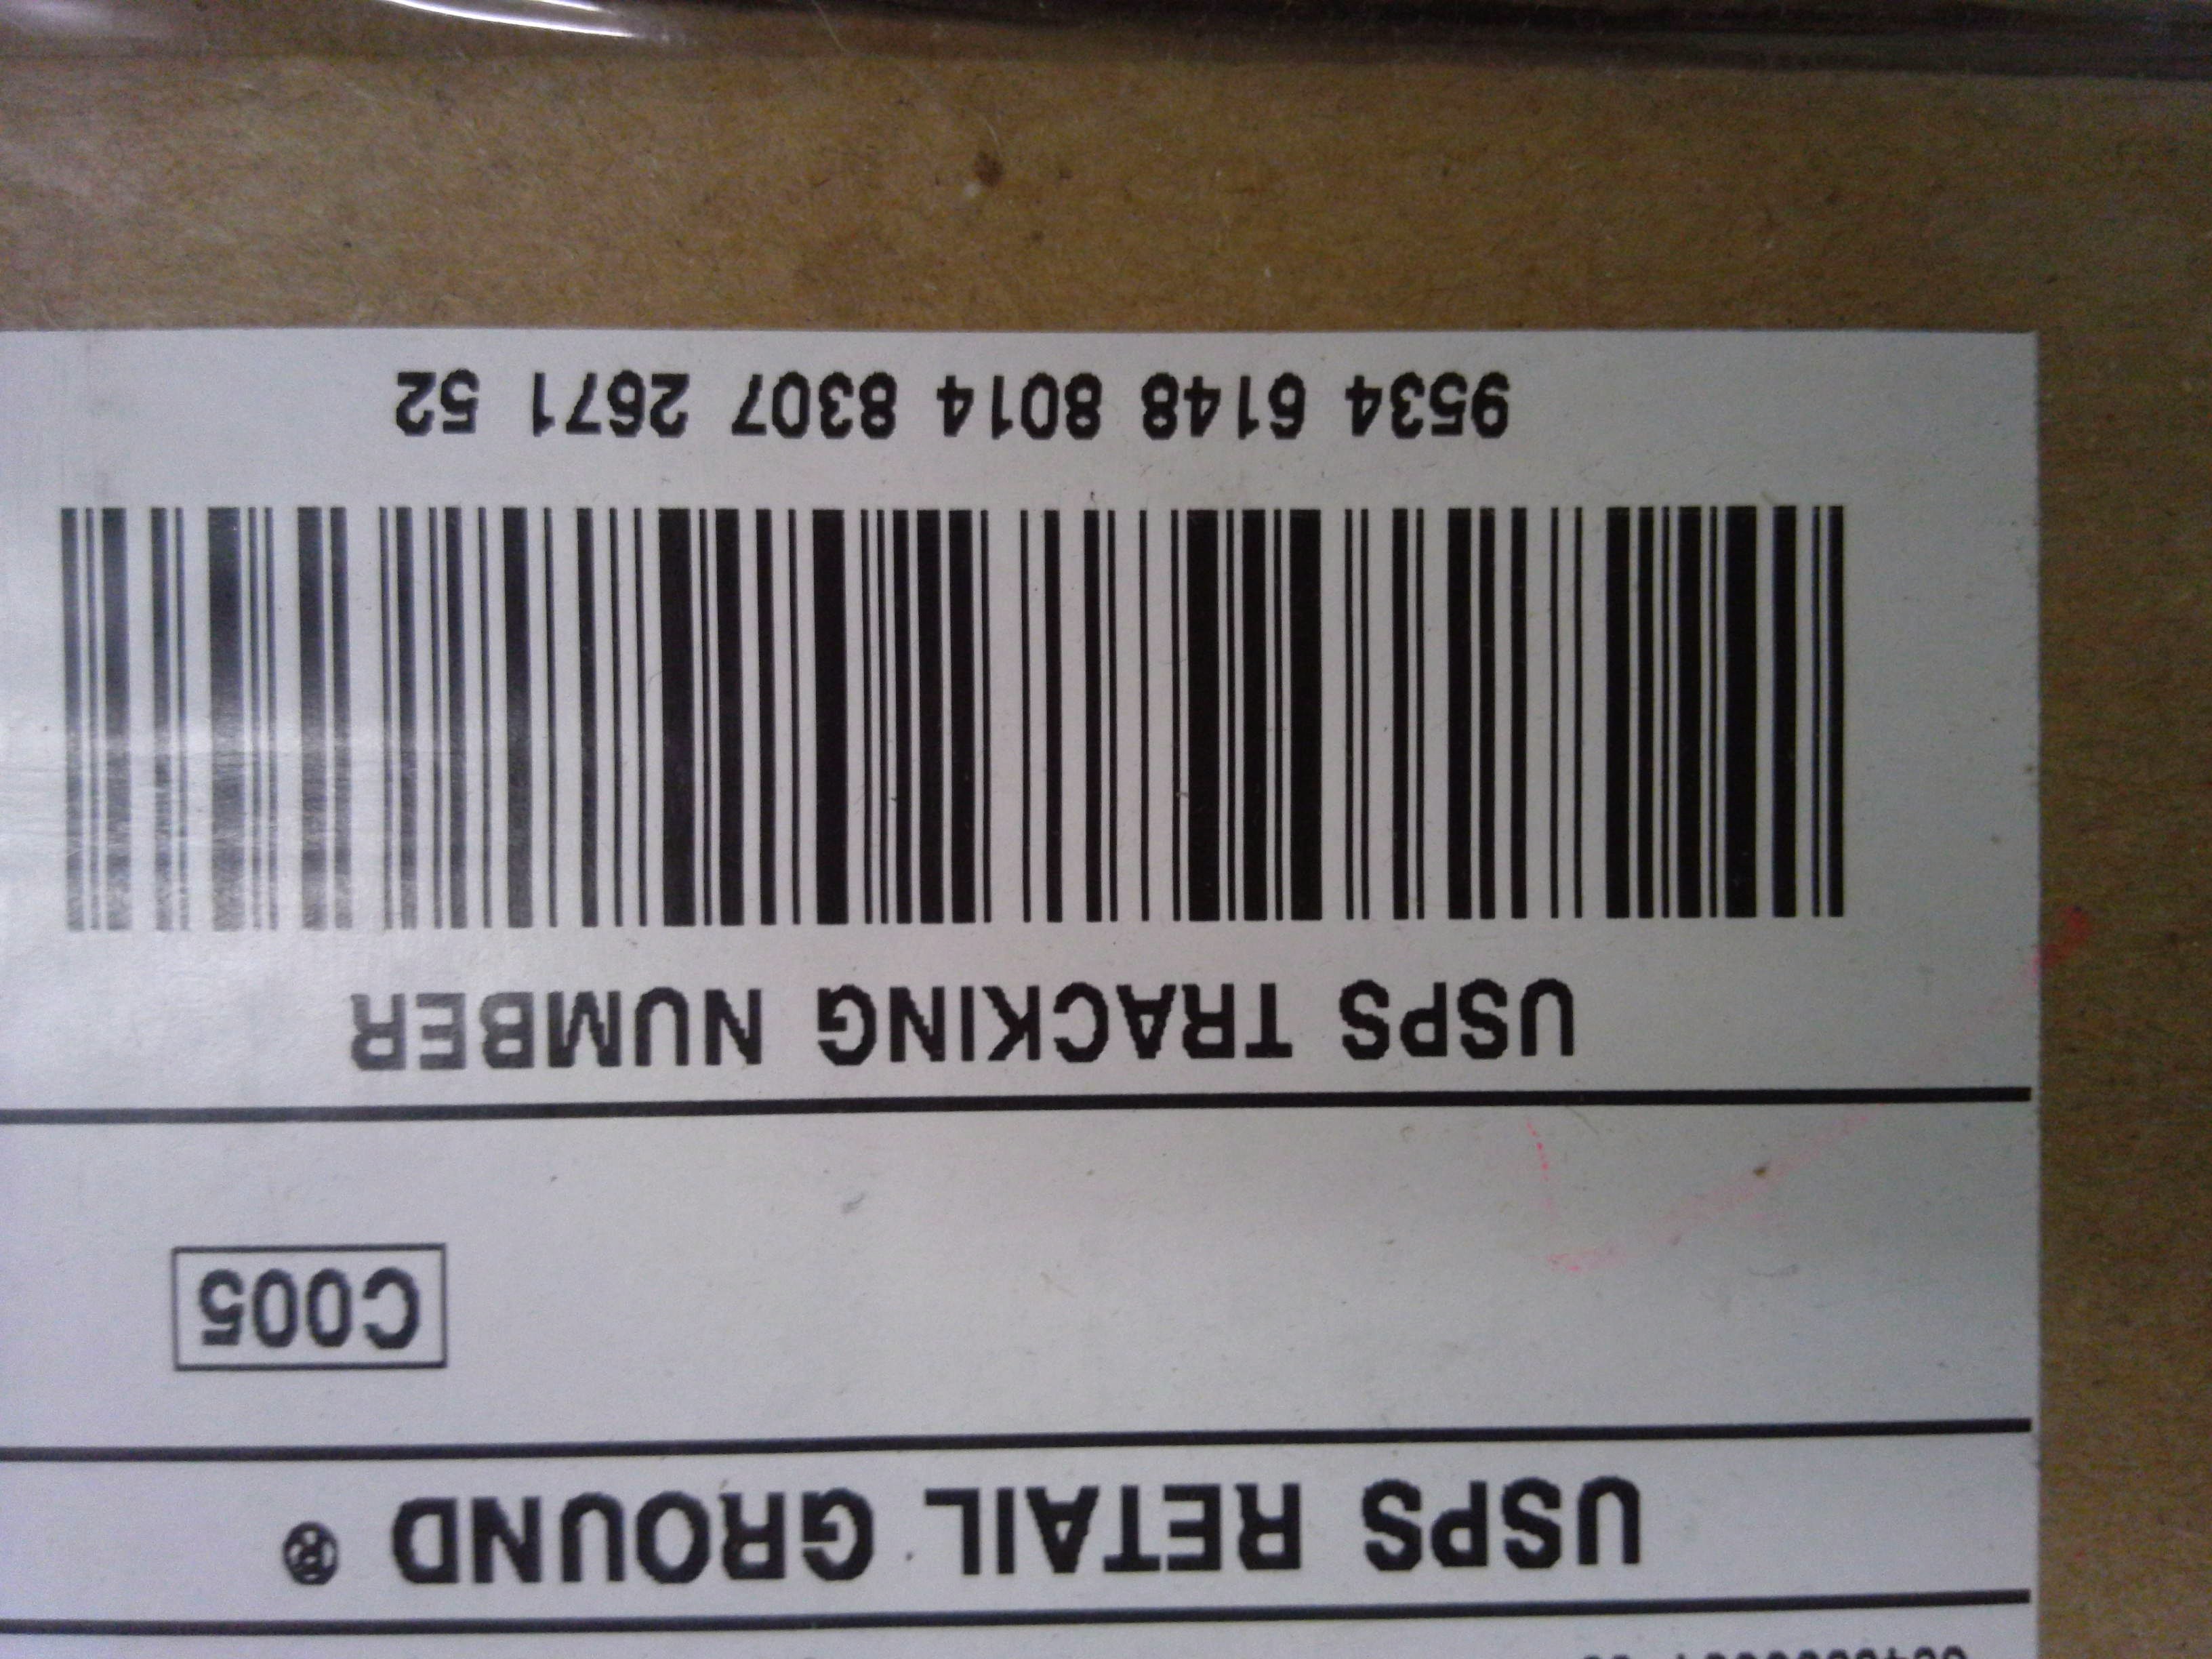 USPS RETAIL GROUND ®
C005
USPS TRACKING NUMBER
9534 6148 8014 8307 2671 52